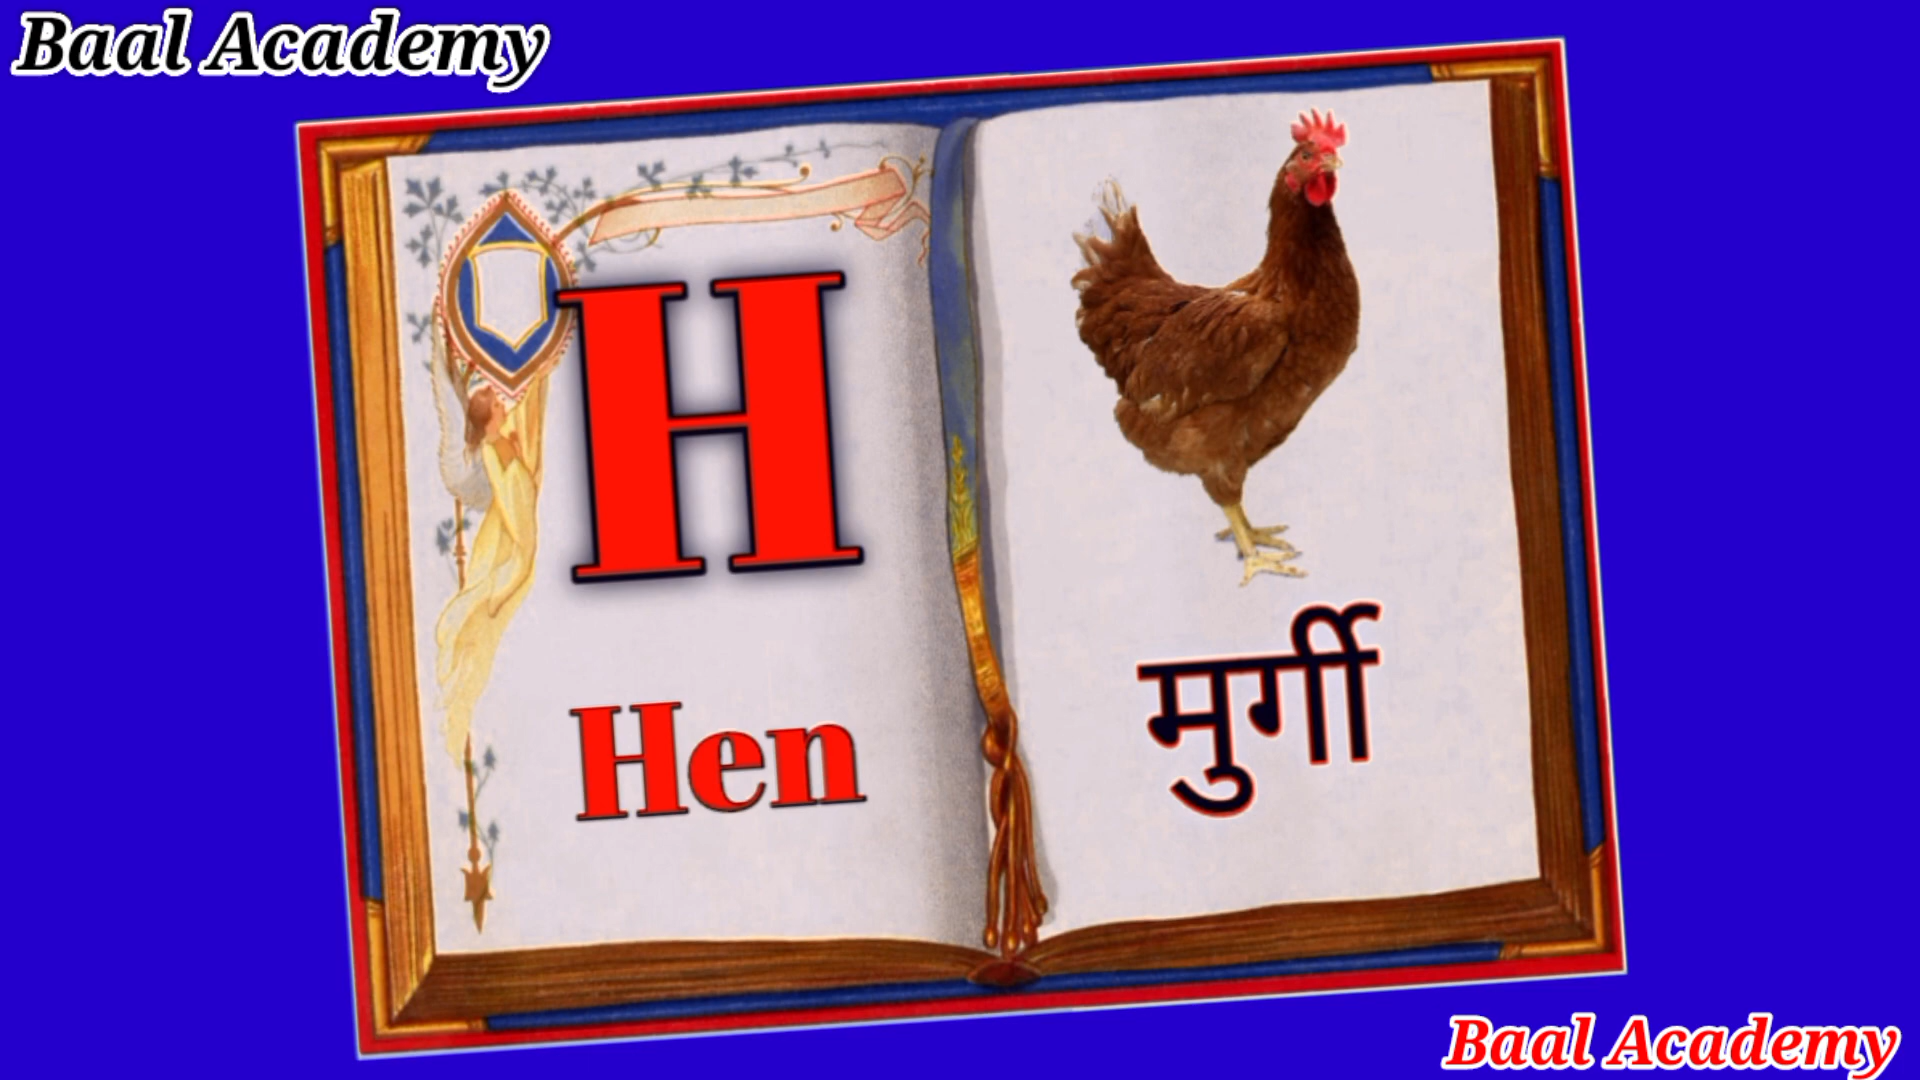 Baal Academy
H
Hen
मुर्गी
Baal Academy